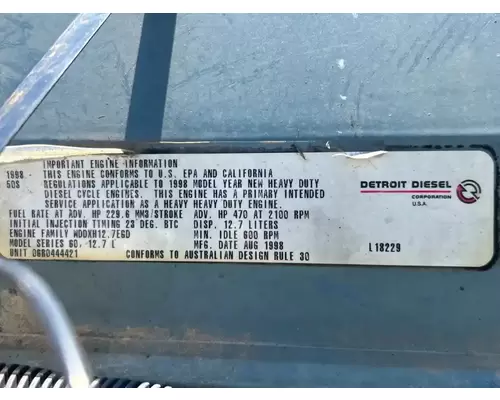 IMPORTANT ENGINE INFORMATION
1998 - THIS ENGINE CONFORMS TO U.S. EPA AND CALIFORNIA
50S REGULATIONS APPLICABLE TO 1998 MODEL YEAR NEW HEAVY DUTY
DIESEL CYCLE ENGINES. THIS ENGINE HAS A PRIMARY INTENDED
SERVICE APPLICATION AS A HEAVY HEAVY DUTY ENGINE.
FUEL RATE AT ADV. HP 229.6 MM3/STROKE ADV. HP 470 AT 2100 RPM
INITIAL INJECTION TIMING 23 DEG. BTC DISP. 12.7 LITERS
ENGINE FAMILY WDDXH12.7EGD MIN. IDLE 600 RPM
MODEL SERIES 60, 12.7 L MFG. DATE AUG 1998 L18229
UNIT 06R0444421 CONFORMS TO AUSTRALIAN DESIGN RULE 30
DETROIT DIESEL
CORPORATION
U.S.A.